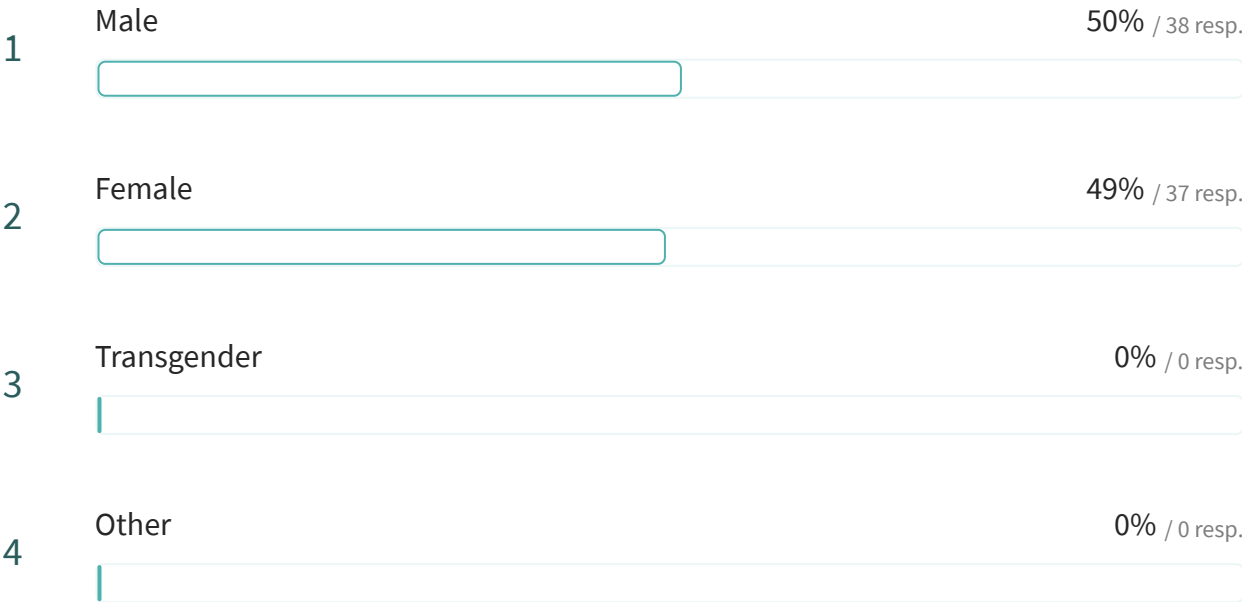 1 Male 50% / 38 resp.
2 Female 49% / 37 resp.
3 Transgender 0% / 0 resp.
4 Other 0% / 0 resp.